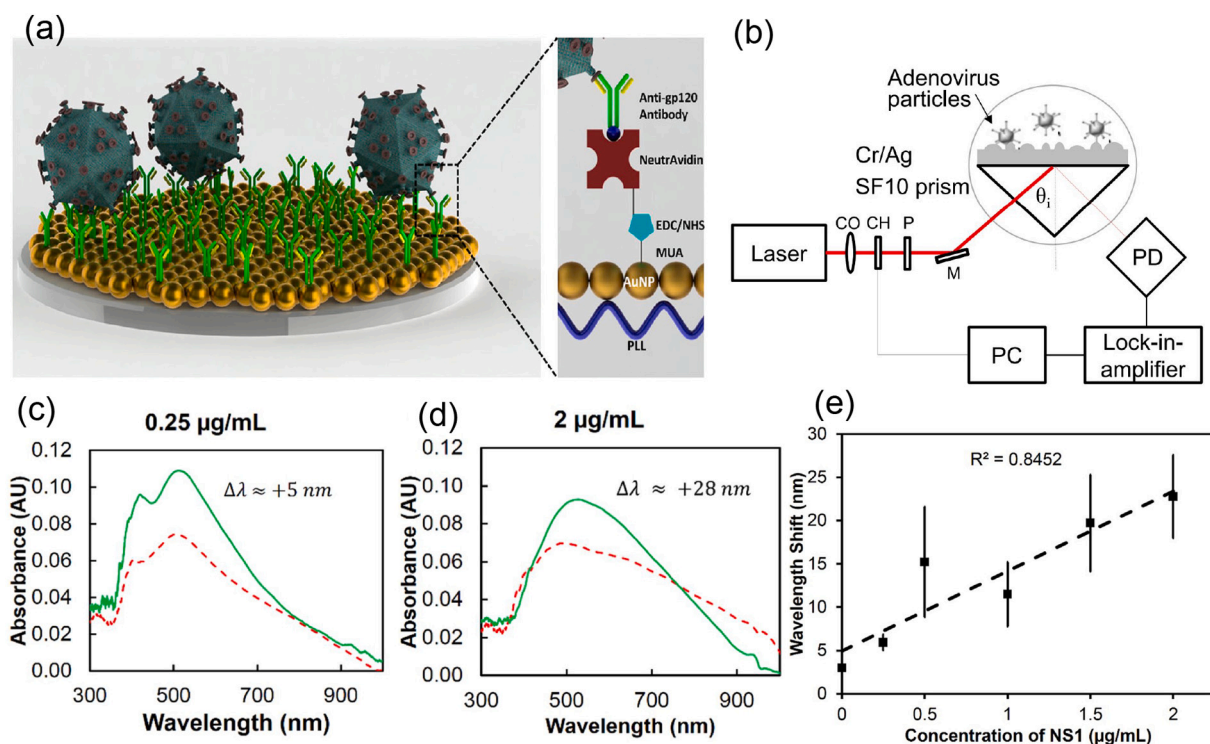 (a)
Anti-gp120
Antibody
NeutrAvidin
EDC/NHS
MUA
AuNP
PLL
(b)
Adenovirus
particles
Cr/Ag
SF10 prism
θi
CO CH P
Laser
M
PD
PC
Lock-in-
amplifier
(c)
0.25 µg/mL
Δλ ≈ +5 nm
Absorbance (AU)
0.12
0.10
0.08
0.06
0.04
0.02
0.00
300 500 700 900
Wavelength (nm)
(d)
2 µg/mL
Δλ ≈ +28 nm
Absorbance (AU)
0.12
0.10
0.08
0.06
0.04
0.02
0.00
300 500 700 900
Wavelength (nm)
(e)
R² = 0.8452
Wavelength Shift (nm)
30
25
20
15
10
5
0
0 0.5 1 1.5 2
Concentration of NS1 (µg/mL)